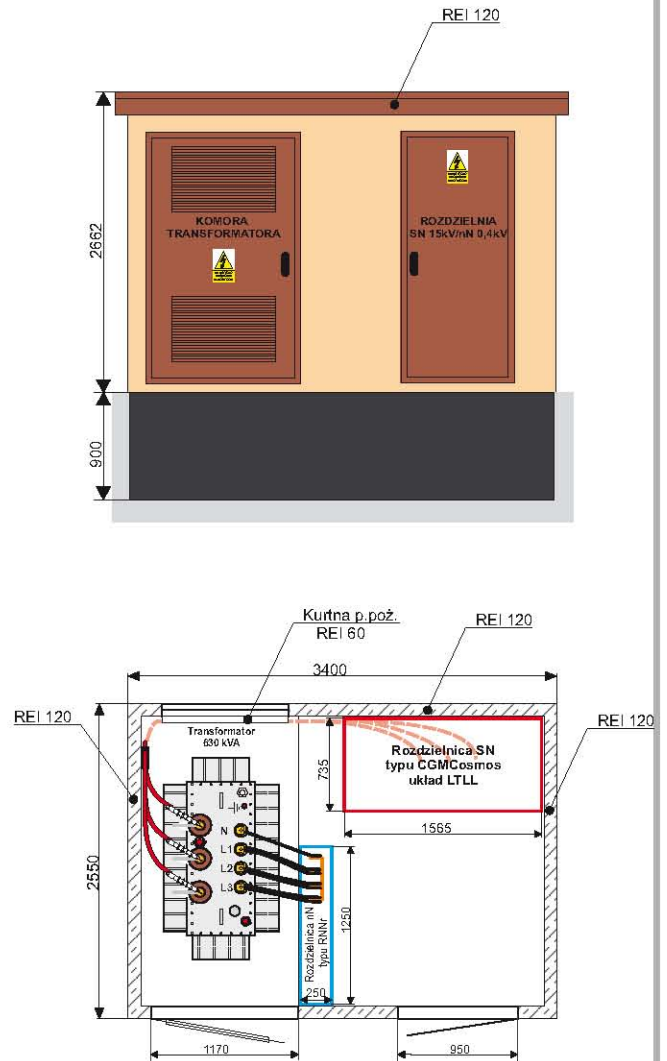 REI 120
KOMORA
TRANSFORMATORA
ROZDZIELNIA
SN 15kV/nN 0,4kV
2662
900
Kurtna p.poż.
REI 60
REI 120
3400
REI 120
REI 120
Transformator
630 kVA
Rozdzielnica SN
typu CGMCosmos
układ LTLL
735
1565
2550
N
L1
L2
L3
Rozdzielnica nN
typu RNNr
1250
250
1170
950